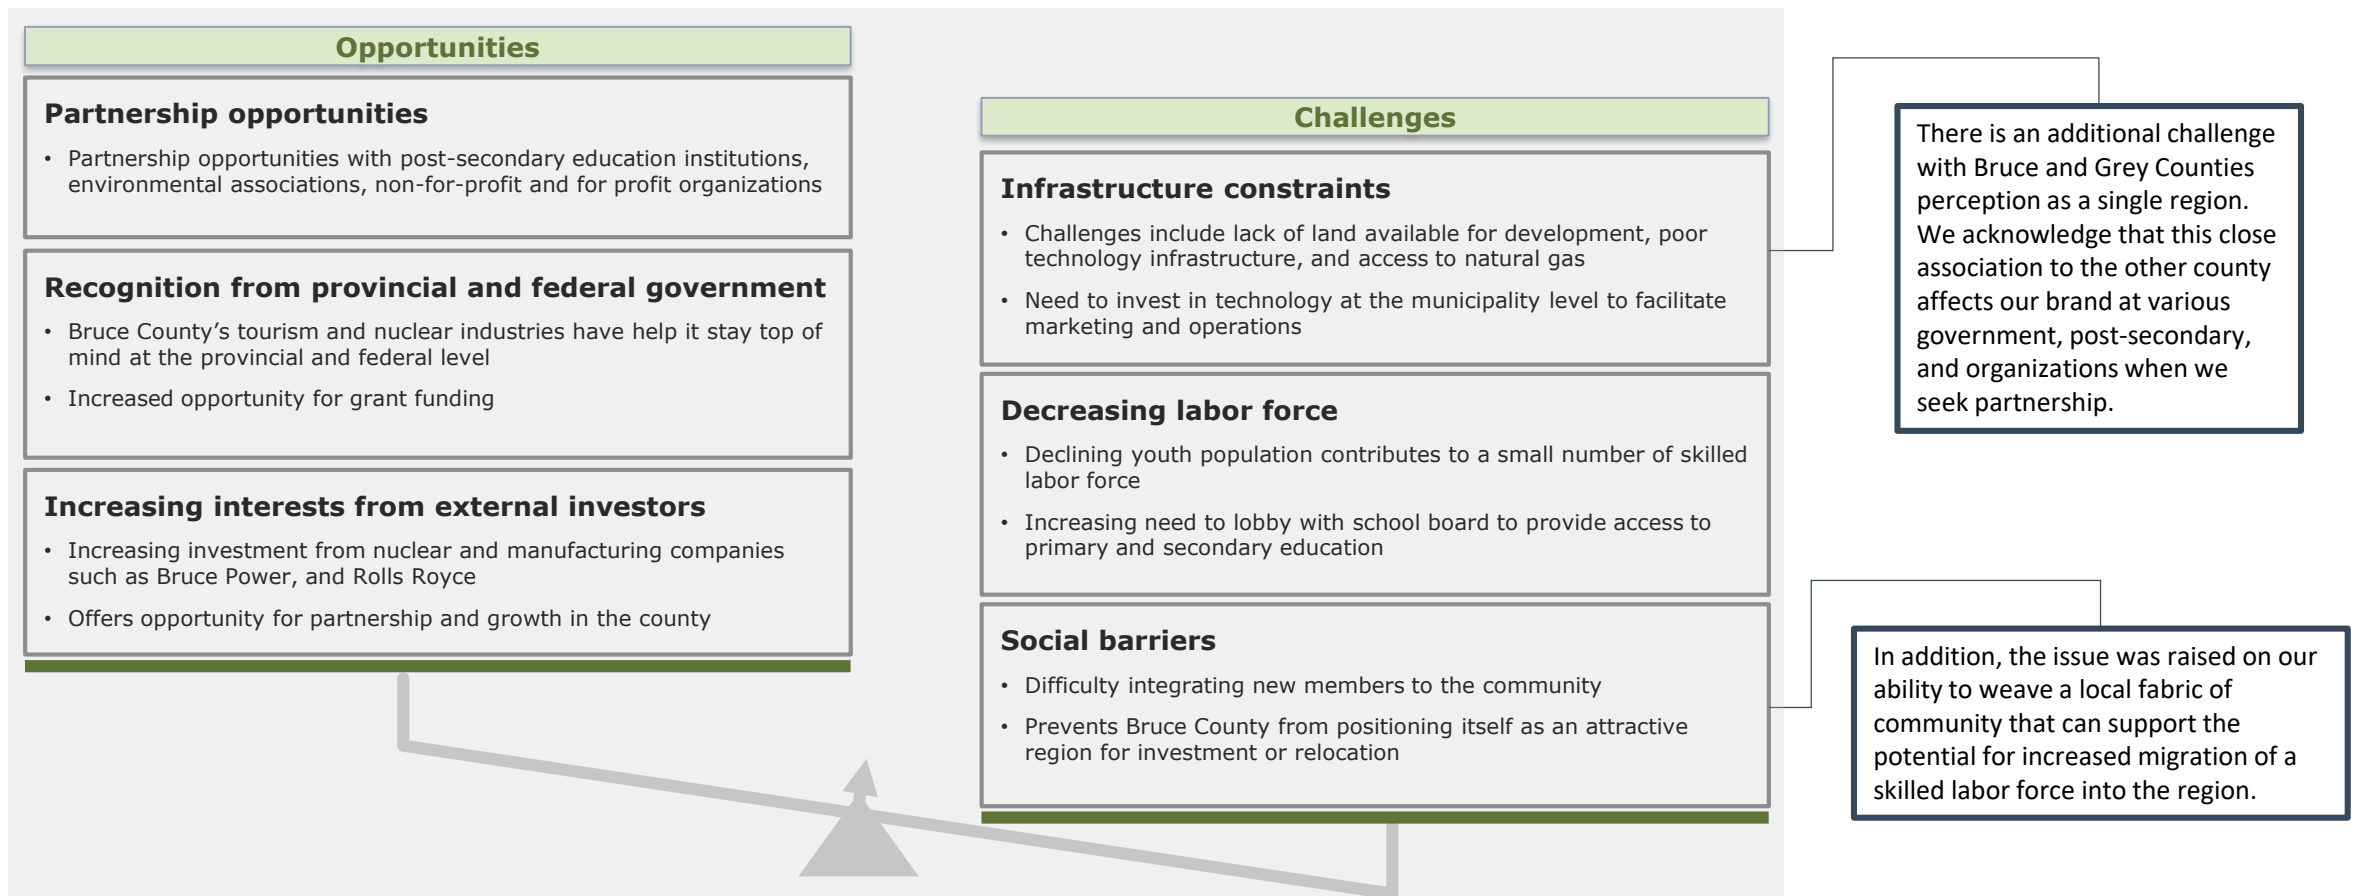 Opportunities
Partnership opportunities
• Partnership opportunities with post-secondary education institutions,
environmental associations, non-for-profit and for profit organizations
Recognition from provincial and federal government
• Bruce County’s tourism and nuclear industries have help it stay top of
mind at the provincial and federal level
• Increased opportunity for grant funding
Increasing interests from external investors
• Increasing investment from nuclear and manufacturing companies
such as Bruce Power, and Rolls Royce
• Offers opportunity for partnership and growth in the county
Challenges
Infrastructure constraints
• Challenges include lack of land available for development, poor
technology infrastructure, and access to natural gas
• Need to invest in technology at the municipality level to facilitate
marketing and operations
Decreasing labor force
• Declining youth population contributes to a small number of skilled
labor force
• Increasing need to lobby with school board to provide access to
primary and secondary education
Social barriers
• Difficulty integrating new members to the community
• Prevents Bruce County from positioning itself as an attractive
region for investment or relocation
There is an additional challenge
with Bruce and Grey Counties
perception as a single region.
We acknowledge that this close
association to the other county
affects our brand at various
government, post-secondary,
and organizations when we
seek partnership.
In addition, the issue was raised on our
ability to weave a local fabric of
community that can support the
potential for increased migration of a
skilled labor force into the region.